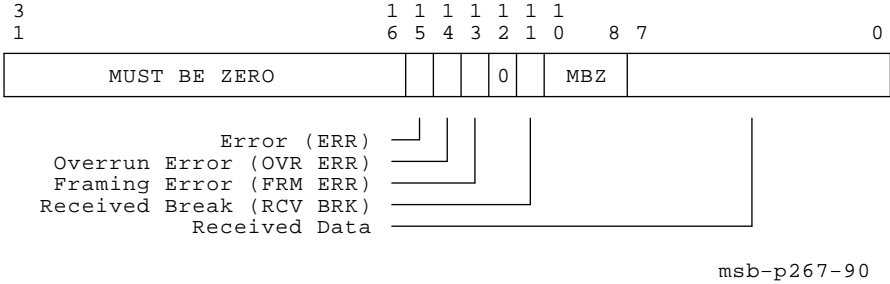 3 1 1 1 1 1 1 1
1 6 5 4 3 2 1 0 8 7 0
MUST BE ZERO 0 MBZ
Error (ERR)
Overrun Error (OVR ERR)
Framing Error (FRM ERR)
Received Break (RCV BRK)
Received Data
msb-p267-90